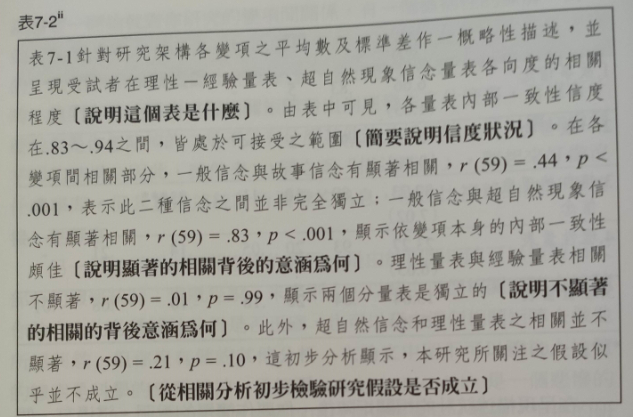 表7-2ⁱⁱ
表7-1針對研究架構各變項之平均數及標準差作一概略性描述，並
呈現受試者在理性－經驗量表、超自然現象信念量表各向度的相關
程度〔說明這個表是什麼〕。由表中可見，各量表內部一致性信度
在.83～.94之間，皆處於可接受之範圍〔簡要說明信度狀況〕。在各
變項間相關部分，一般信念與故事信念有顯著相關，r (59) = .44，p <
.001，表示此二種信念之間並非完全獨立；一般信念與超自然現象信
念有顯著相關，r (59) = .83，p < .001，顯示依變項本身的內部一致性
頗佳〔說明顯著的相關背後的意涵爲何〕。理性量表與經驗量表相關
不顯著，r (59) = .01，p = .99，顯示兩個分量表是獨立的〔說明不顯著
的相關的背後意涵爲何〕。此外，超自然信念和理性量表之相關並不
顯著，r (59) = .21，p = .10，這初步分析顯示，本研究所關注之假設似
乎並不成立。〔從相關分析初步檢驗研究假設是否成立〕